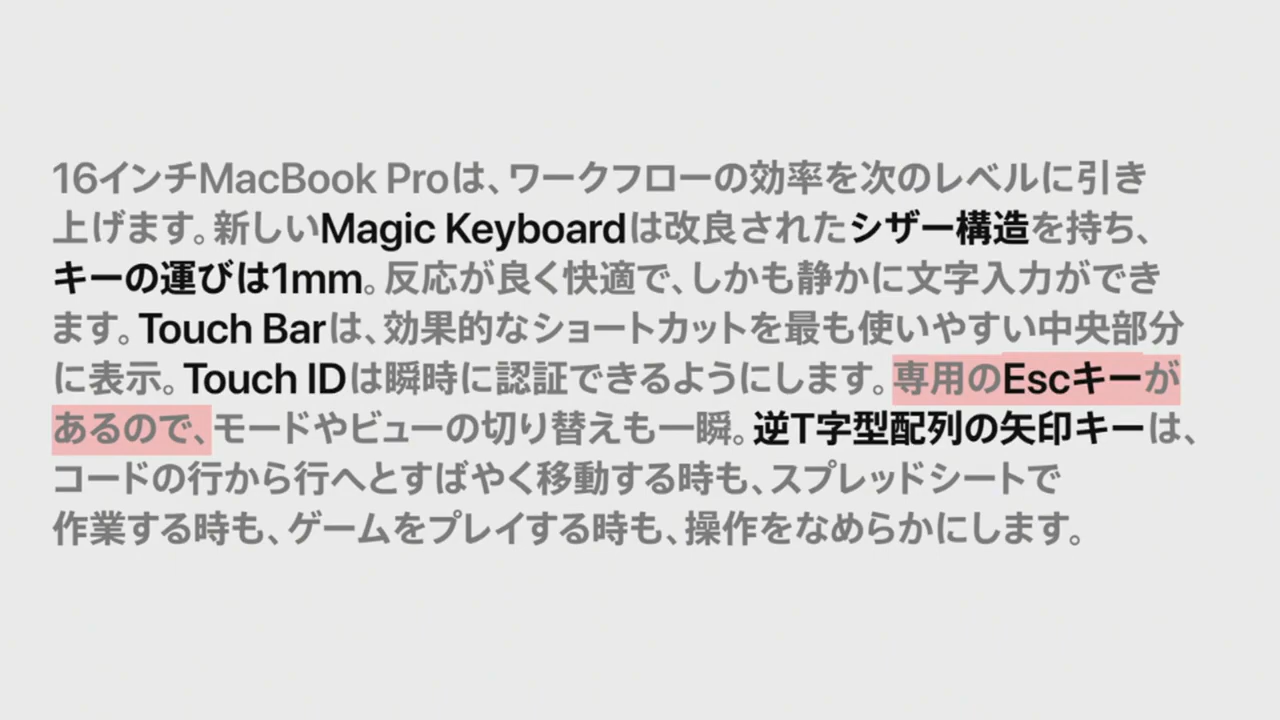 16インチMacBook Proは、ワークフローの効率を次のレベルに引き
上げます。新しいMagic Keyboardは改良されたシザー構造を持ち、
キーの運びは1mm。反応が良く快適で、しかも静かに文字入力ができ
ます。Touch Barは、効果的なショートカットを最も使いやすい中央部分
に表示。Touch IDは瞬時に認証できるようにします。専用のEscキーが
あるので、モードやビューの切り替えも一瞬。逆T字型配列の矢印キーは、
コードの行から行へとすばやく移動する時も、スプレッドシートで
作業する時も、ゲームをプレイする時も、操作をなめらかにします。